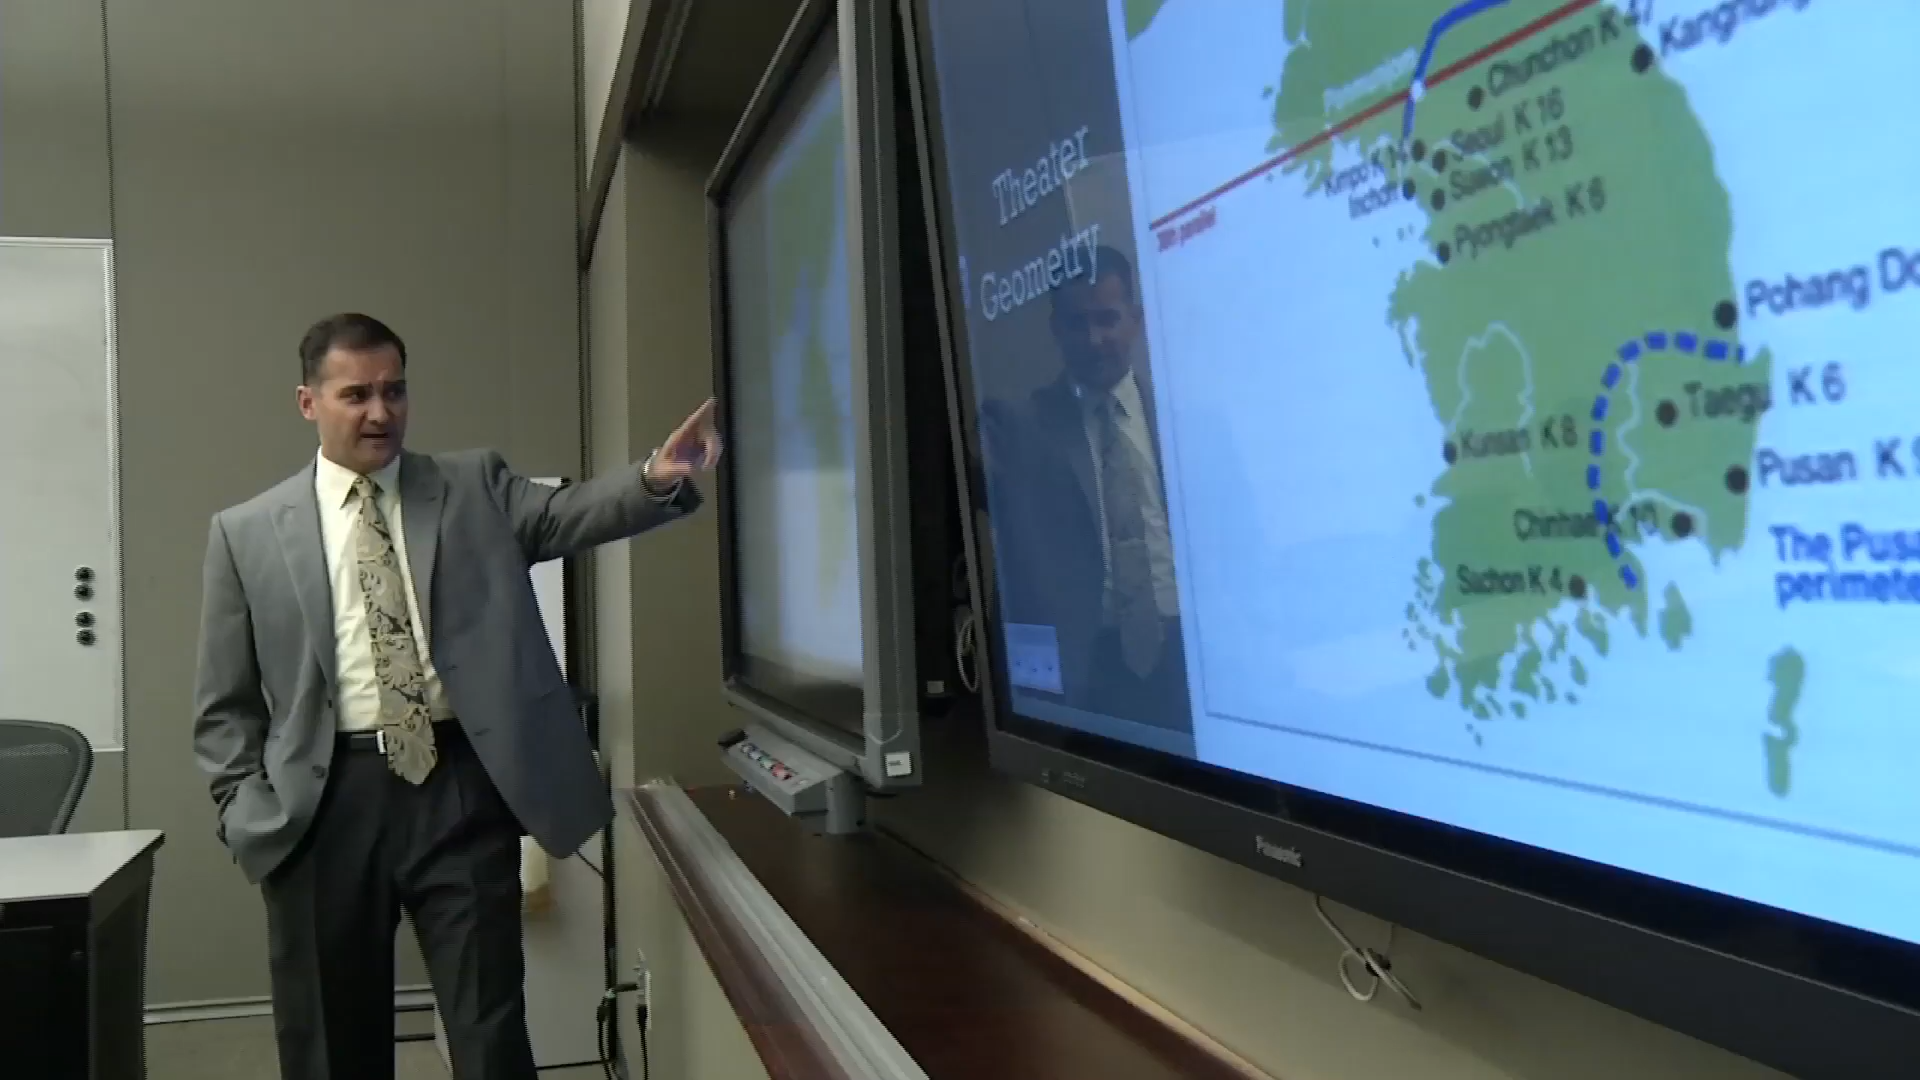 Theater
Geometry
Chunchon K 47
Seoul K 16
Kimpo K 14
Suwon K 13
Inchon
Pyongtaek K 6
38th parallel
Pohang Do
Taegu K 6
Kunsan K 8
Pusan K 9
Chinhae K 10
Sachon K 4
The Pusa
perimete
Panasonic